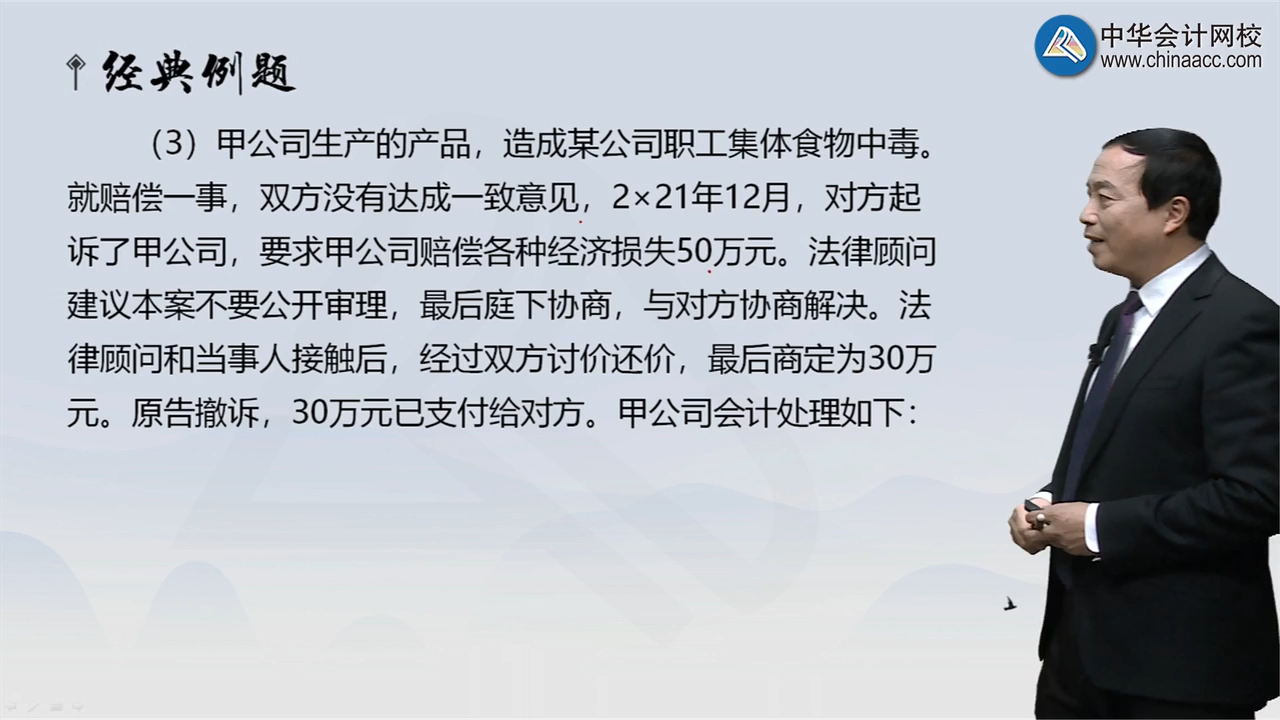 中华会计网校
www.chinaacc.com
经典例题
（3）甲公司生产的产品，造成某公司职工集体食物中毒。
就赔偿一事，双方没有达成一致意见，2×21年12月，对方起
诉了甲公司，要求甲公司赔偿各种经济损失50万元。法律顾问
建议本案不要公开审理，最后庭下协商，与对方协商解决。法
律顾问和当事人接触后，经过双方讨价还价，最后商定为30万
元。原告撤诉，30万元已支付给对方。甲公司会计处理如下：